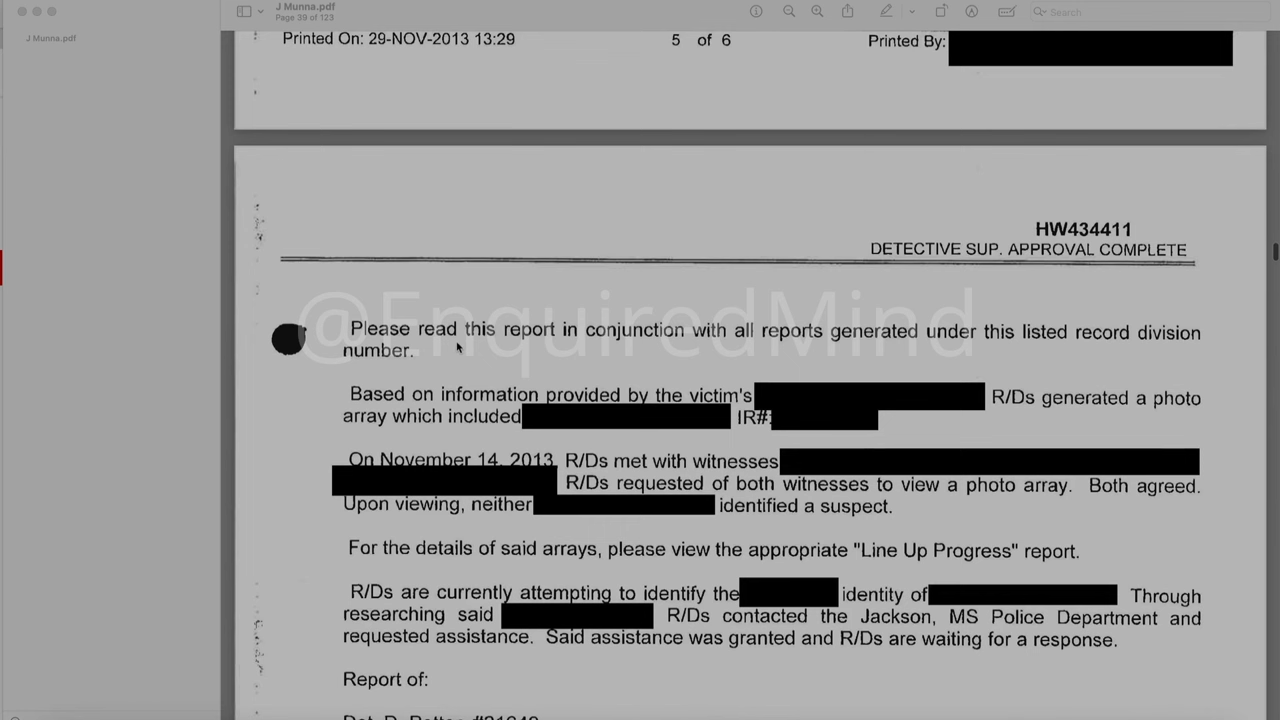 J Munna.pdf
Page 39 of 123
Search
J Munna.pdf
Printed On: 29-NOV-2013 13:29 5 of 6 Printed By:
HW434411
DETECTIVE SUP. APPROVAL COMPLETE
@EnquiredMind
Please read this report in conjunction with all reports generated under this listed record division
number.
Based on information provided by the victim's R/Ds generated a photo
array which included IR#:
On November 14, 2013, R/Ds met with witnesses
R/Ds requested of both witnesses to view a photo array. Both agreed.
Upon viewing, neither identified a suspect.
For the details of said arrays, please view the appropriate "Line Up Progress" report.
R/Ds are currently attempting to identify the identity of Through
researching said R/Ds contacted the Jackson, MS Police Department and
requested assistance. Said assistance was granted and R/Ds are waiting for a response.
Report of: